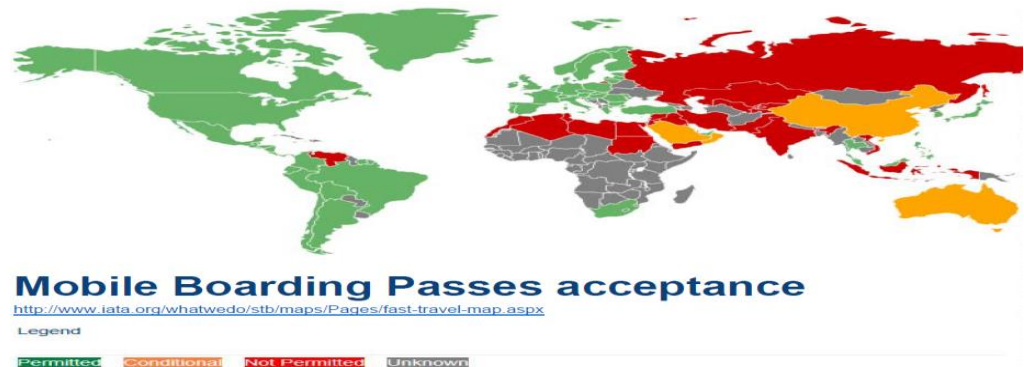 Mobile Boarding Passes acceptance
http://www.iata.org/whatwedo/stb/maps/Pages/fast-travel-map.aspx
Legend
Permitted Conditional Not Permitted Unknown